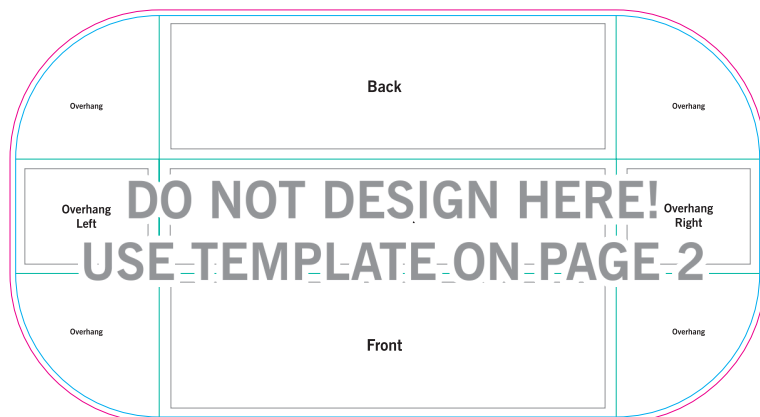 Back
Overhang
Overhang
DO NOT DESIGN HERE!
Overhang
Left
Overhang
Right
USE TEMPLATE ON PAGE 2
Overhang
Overhang
Front